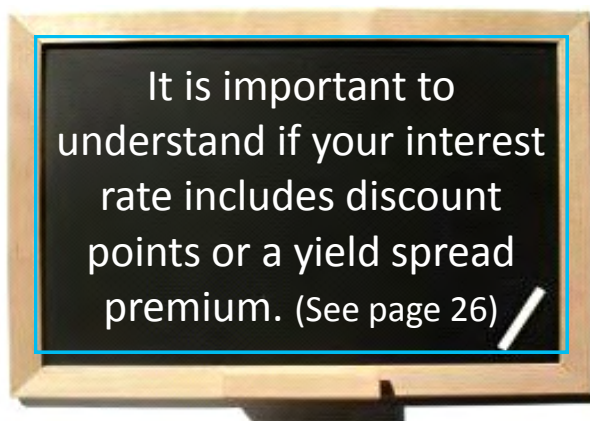 It is important to
understand if your interest
rate includes discount
points or a yield spread
premium. (See page 26)